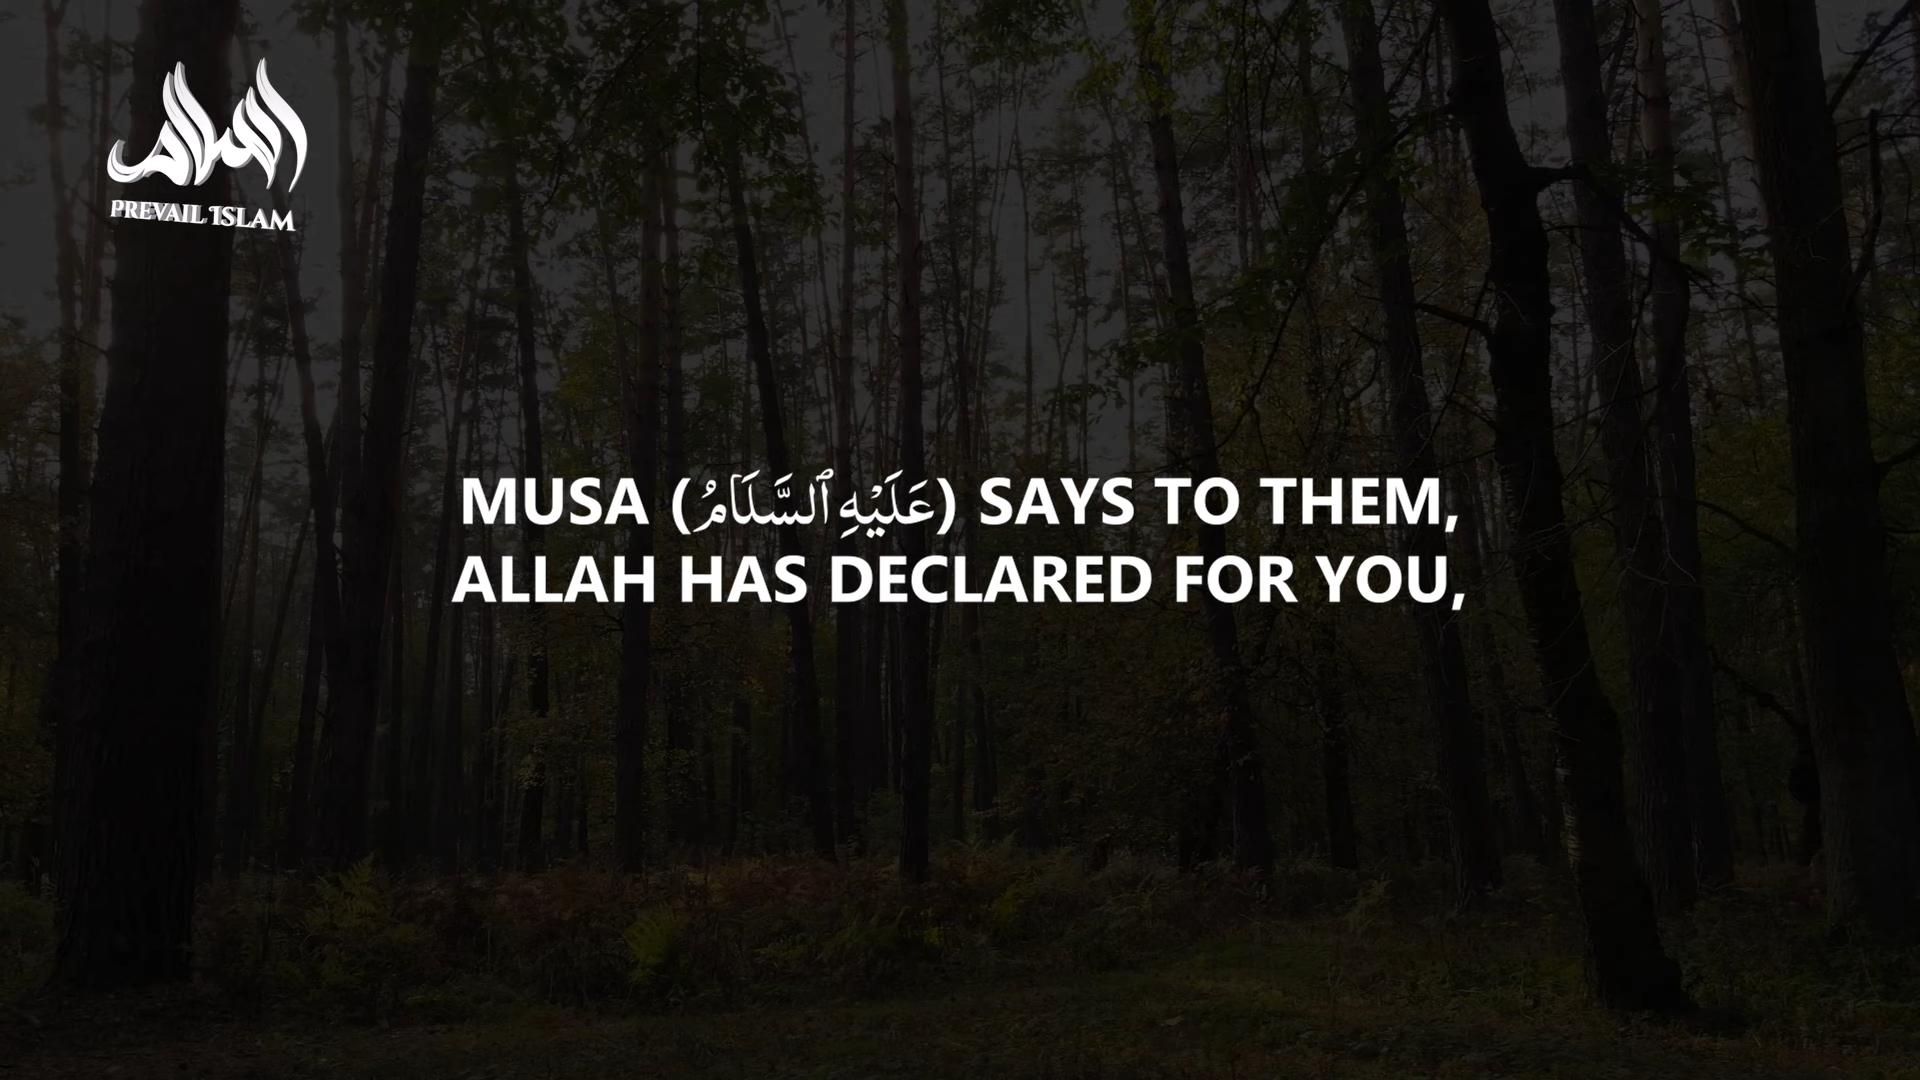 PREVAIL ISLAM
MUSA (عَلَيْهِ ٱلسَّلَامُ) SAYS TO THEM,
ALLAH HAS DECLARED FOR YOU,